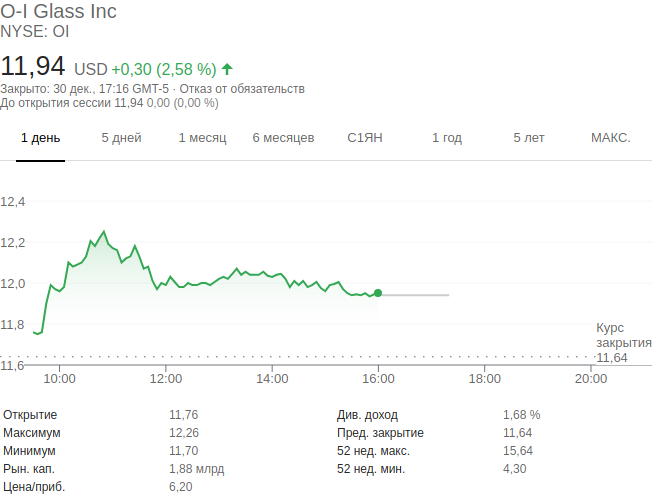 O-I Glass Inc
NYSE: OI
11,94 USD +0,30 (2,58 %)
Закрыто: 30 дек., 17:16 GMT-5 · Отказ от обязательств
До открытия сессии 11,94 0,00 (0,00 %)
1 день 5 дней 1 месяц 6 месяцев С1ЯН 1 год 5 лет МАКС.
12,4
12,2
12,0
11,8
Курс
закрытия
11,64
11,6
10:00 12:00 14:00 16:00 18:00 20:00
Открытие 11,76 Див. доход 1,68 %
Максимум 12,26 Пред. закрытие 11,64
Минимум 11,70 52 нед. макс. 15,64
Рын. кап. 1,88 млрд 52 нед. мин. 4,30
Цена/приб. 6,20